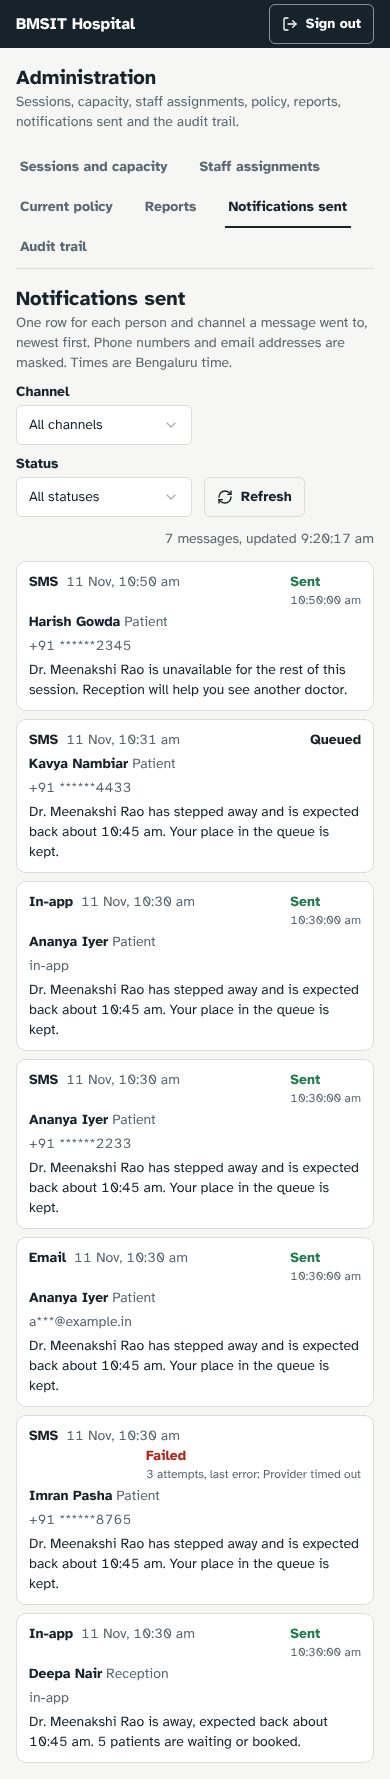 BMSIT Hospital
Sign out
Administration
Sessions, capacity, staff assignments, policy, reports,
notifications sent and the audit trail.
Sessions and capacity
Staff assignments
Current policy
Reports
Notifications sent
Audit trail
Notifications sent
One row for each person and channel a message went to,
newest first. Phone numbers and email addresses are
masked. Times are Bengaluru time.
Channel
All channels
Status
All statuses
Refresh
7 messages, updated 9:20:17 am
SMS 11 Nov, 10:50 am
Sent
10:50:00 am
Harish Gowda Patient
+91 ******2345
Dr. Meenakshi Rao is unavailable for the rest of this
session. Reception will help you see another doctor.
SMS 11 Nov, 10:31 am
Queued
Kavya Nambiar Patient
+91 ******4433
Dr. Meenakshi Rao has stepped away and is expected
back about 10:45 am. Your place in the queue is
kept.
In-app 11 Nov, 10:30 am
Sent
10:30:00 am
Ananya Iyer Patient
in-app
Dr. Meenakshi Rao has stepped away and is expected
back about 10:45 am. Your place in the queue is
kept.
SMS 11 Nov, 10:30 am
Sent
10:30:00 am
Ananya Iyer Patient
+91 ******2233
Dr. Meenakshi Rao has stepped away and is expected
back about 10:45 am. Your place in the queue is
kept.
Email 11 Nov, 10:30 am
Sent
10:30:00 am
Ananya Iyer Patient
a***@example.in
Dr. Meenakshi Rao has stepped away and is expected
back about 10:45 am. Your place in the queue is
kept.
SMS 11 Nov, 10:30 am
Failed
3 attempts, last error: Provider timed out
Imran Pasha Patient
+91 ******8765
Dr. Meenakshi Rao has stepped away and is expected
back about 10:45 am. Your place in the queue is
kept.
In-app 11 Nov, 10:30 am
Sent
10:30:00 am
Deepa Nair Reception
in-app
Dr. Meenakshi Rao is away, expected back about
10:45 am. 5 patients are waiting or booked.